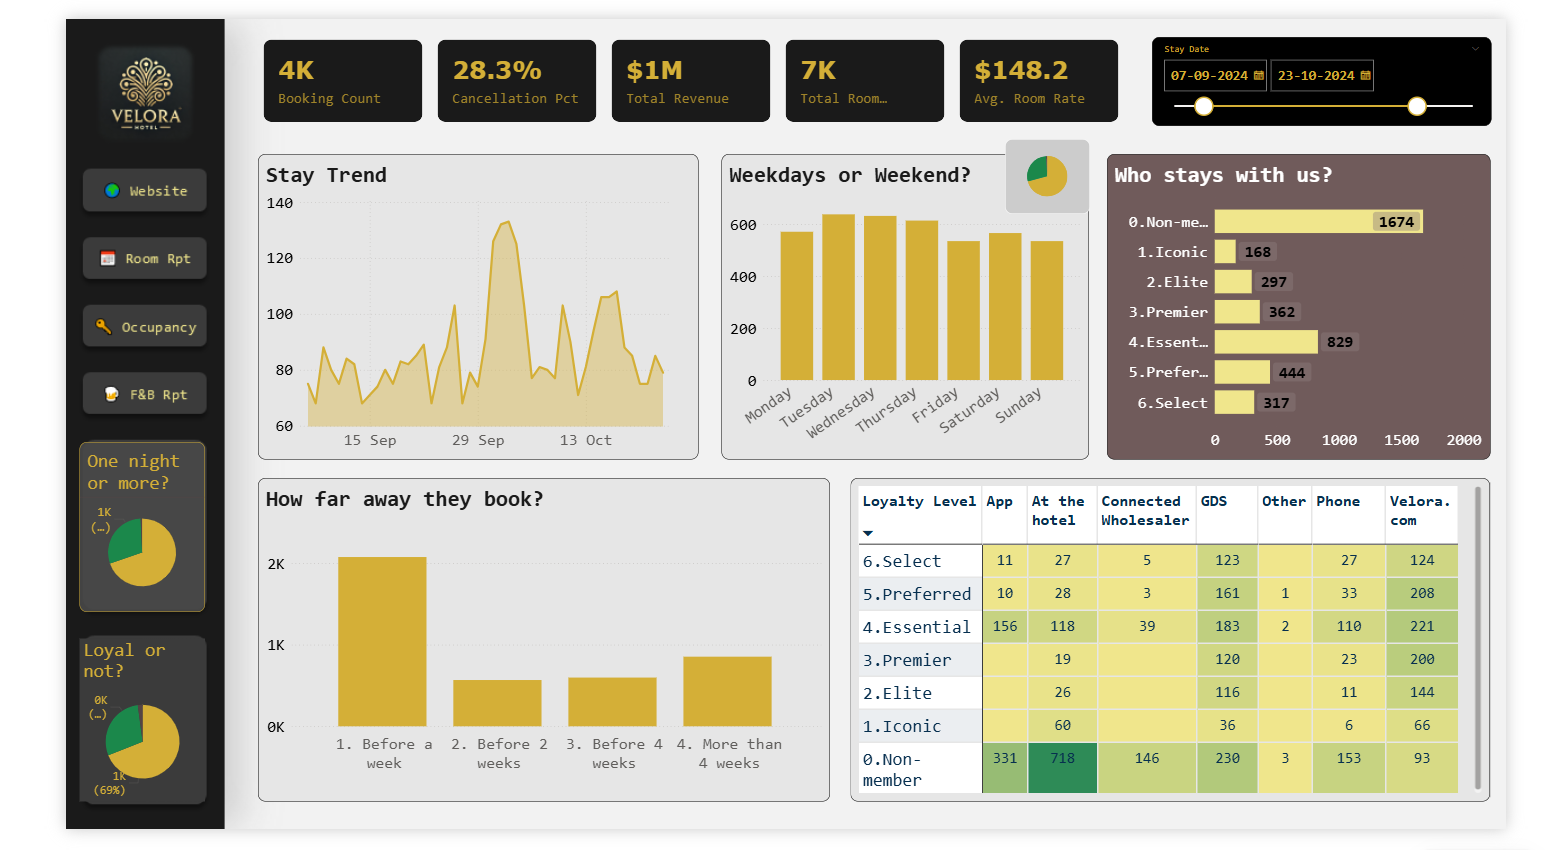 VELORA
HOTEL
Website
Room Rpt
Occupancy
F&B Rpt
One night
or more?
1K
(…)
Loyal or
not?
0K
(…)
1K
(69%)
4K
Booking Count
28.3%
Cancellation Pct
$1M
Total Revenue
7K
Total Room…
$148.2
Avg. Room Rate
Stay Date
07-09-2024 23-10-2024
Stay Trend
140
120
100
80
60
15 Sep 29 Sep 13 Oct
Weekdays or Weekend?
600
400
200
0
Monday Tuesday Wednesday Thursday Friday Saturday Sunday
Who stays with us?
0.Non-me… 1674
1.Iconic 168
2.Elite 297
3.Premier 362
4.Essent… 829
5.Prefer… 444
6.Select 317
0 500 1000 1500 2000
How far away they book?
2K
1K
0K
1. Before a 2. Before 2 3. Before 4 4. More than
week weeks weeks 4 weeks
Loyalty Level App At the Connected GDS Other Phone Velora.
hotel Wholesaler com
6.Select 11 27 5 123 27 124
5.Preferred 10 28 3 161 1 33 208
4.Essential 156 118 39 183 2 110 221
3.Premier 19 120 23 200
2.Elite 26 116 11 144
1.Iconic 60 36 6 66
0.Non- 331 718 146 230 3 153 93
member